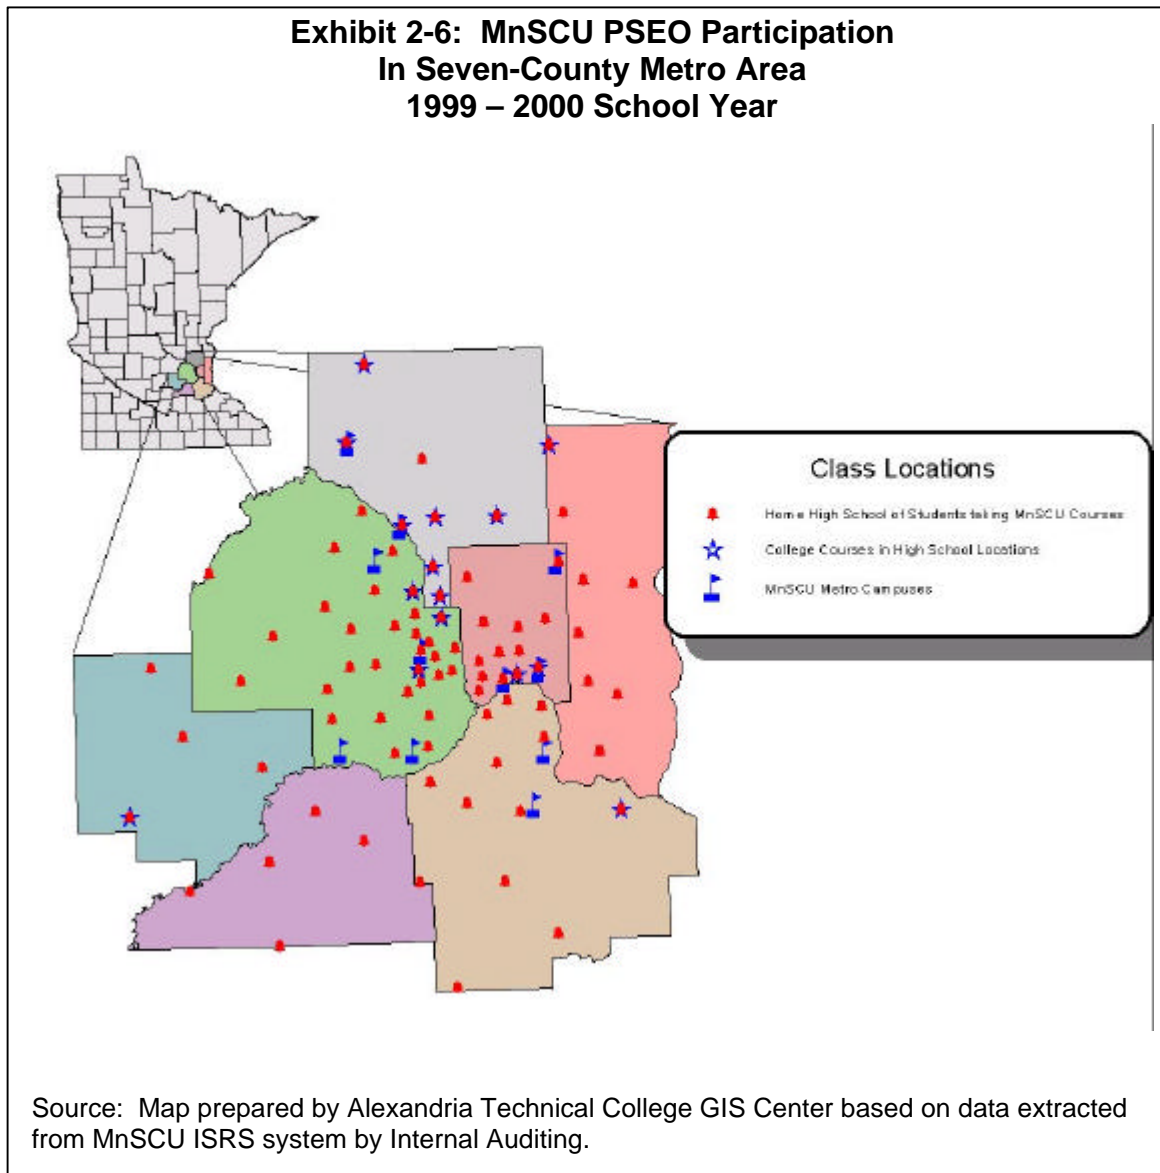 Exhibit 2-6: MnSCU PSEO Participation
In Seven-County Metro Area
1999 – 2000 School Year
Class Locations
Home High School of Students taking MnSCU Courses
College Courses in High School Locations
MnSCU Metro Campuses
Source: Map prepared by Alexandria Technical College GIS Center based on data extracted
from MnSCU ISRS system by Internal Auditing.